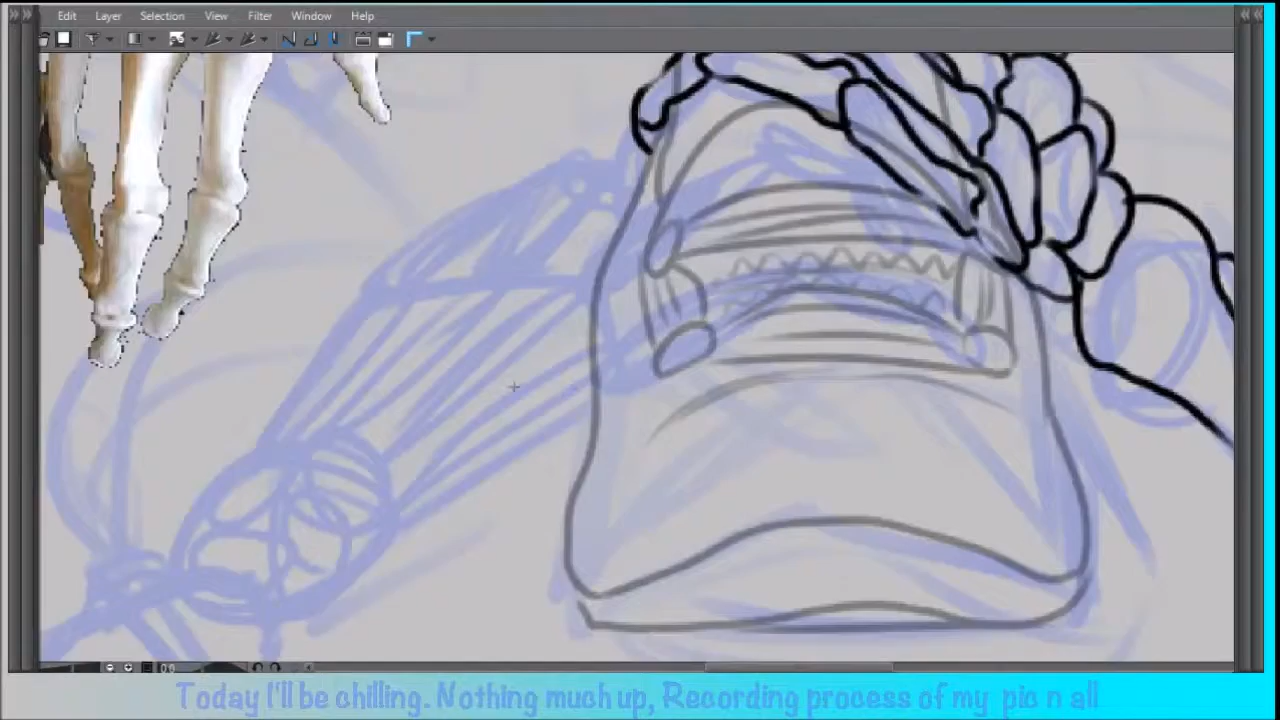 Edit Layer Selection View Filter Window Help
Today I'll be chilling. Nothing much up, Recording process of my pic n all